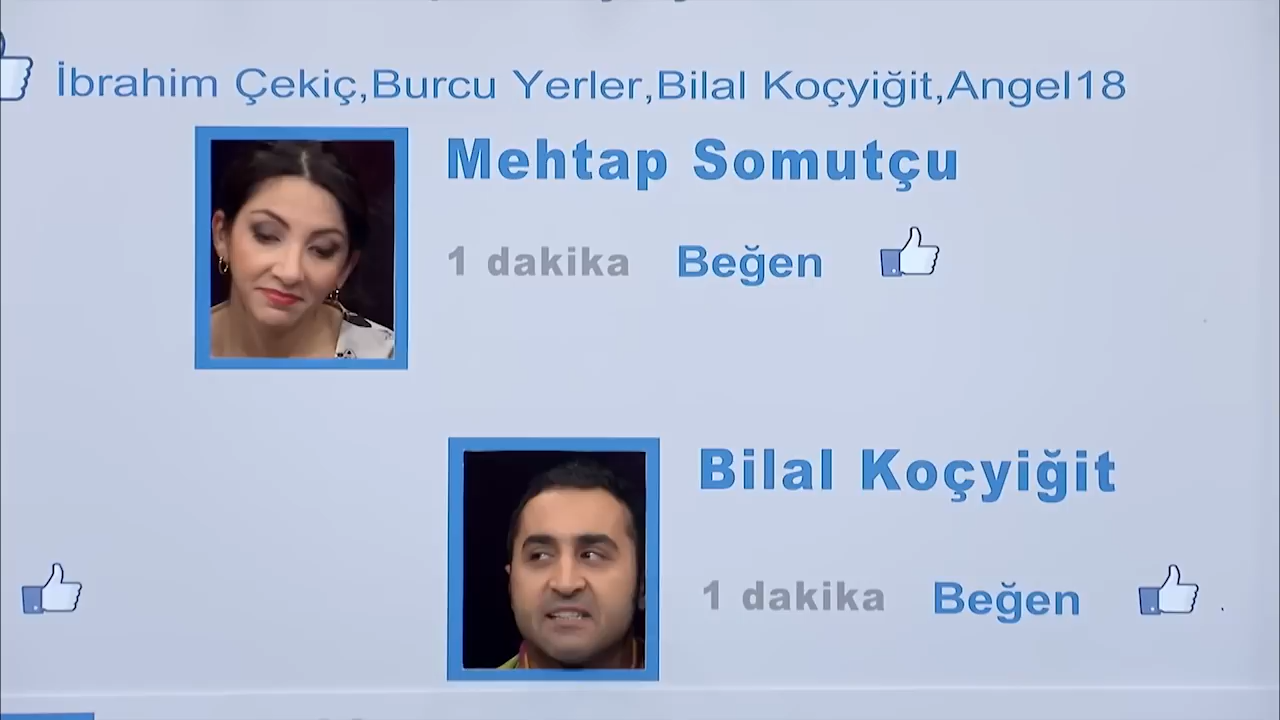 İbrahim Çekiç,Burcu Yerler,Bilal Koçyiğit,Angel18
Mehtap Somutçu
1 dakika Beğen
Bilal Koçyiğit
1 dakika Beğen